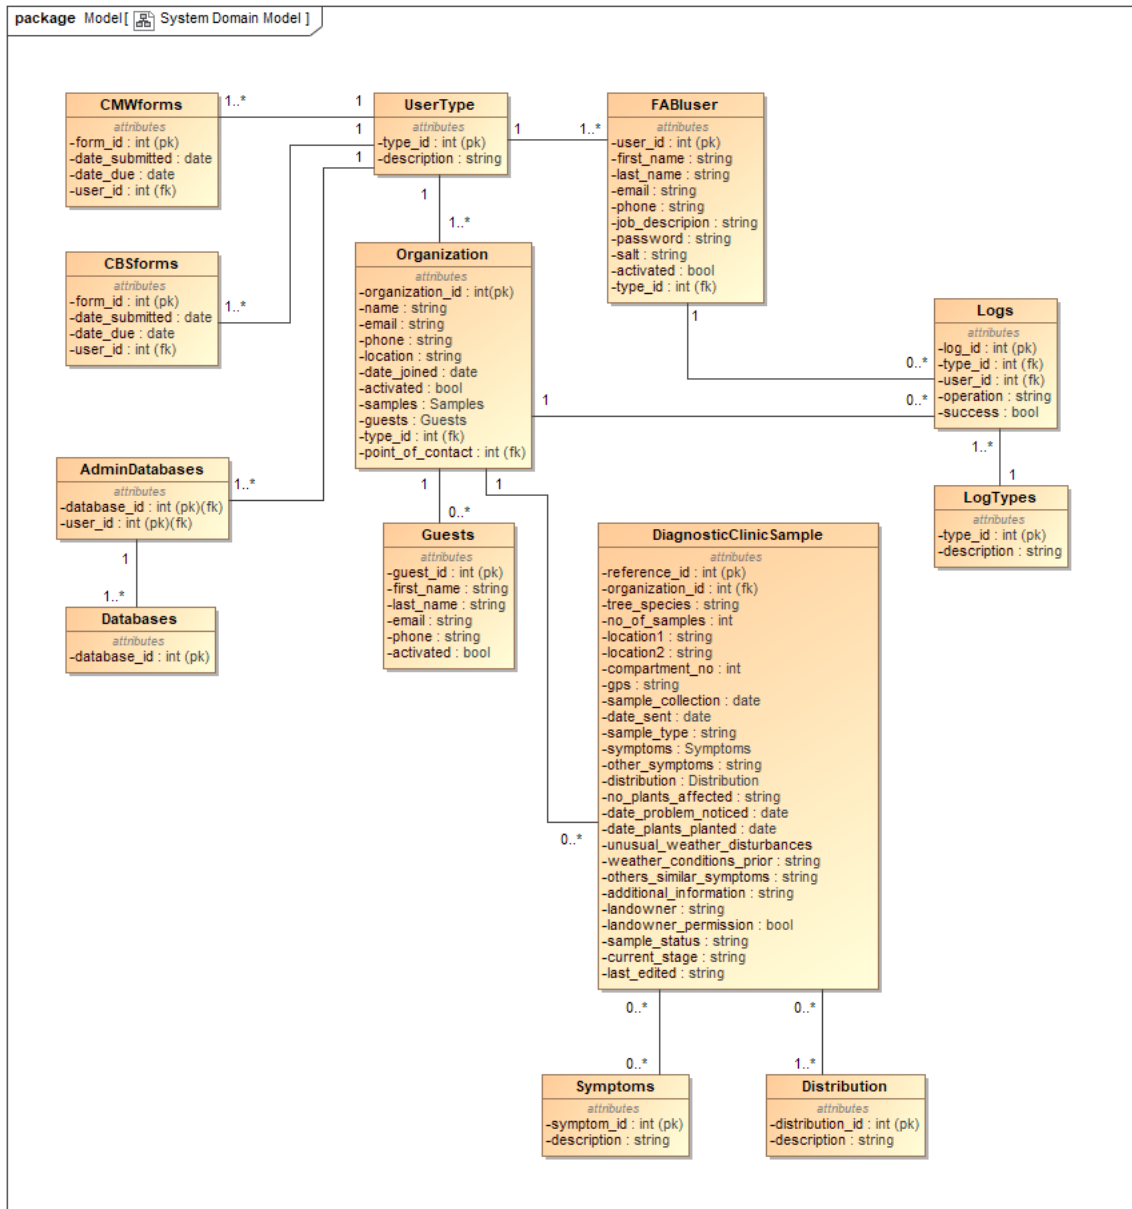 package Model[ System Domain Model ]
CMWforms
attributes
-form_id : int (pk)
-date_submitted : date
-date_due : date
-user_id : int (fk)
1..*
1
UserType
attributes
-type_id : int (pk)
-description : string
1
1
1
1..*
FABIuser
attributes
-user_id : int (pk)
-first_name : string
-last_name : string
-email : string
-phone : string
-job_descripion : string
-password : string
-salt : string
-activated : bool
-type_id : int (fk)
1
1..*
CBSforms
attributes
-form_id : int (pk)
-date_submitted : date
-date_due : date
-user_id : int (fk)
1..*
Organization
attributes
-organization_id : int(pk)
-name : string
-email : string
-phone : string
-location : string
-date_joined : date
-activated : bool
-samples : Samples
-guests : Guests
-type_id : int (fk)
-point_of_contact : int (fk)
1
0..*
1
0..*
Logs
attributes
-log_id : int (pk)
-type_id : int (fk)
-user_id : int (fk)
-operation : string
-success : bool
1..*
1
LogTypes
attributes
-type_id : int (pk)
-description : string
AdminDatabases
attributes
-database_id : int (pk)(fk)
-user_id : int (pk)(fk)
1..*
1
1..*
Databases
attributes
-database_id : int (pk)
1
0..*
1
Guests
attributes
-guest_id : int (pk)
-first_name : string
-last_name : string
-email : string
-phone : string
-activated : bool
DiagnosticClinicSample
attributes
-reference_id : int (pk)
-organization_id : int (fk)
-tree_species : string
-no_of_samples : int
-location1 : string
-location2 : string
-compartment_no : int
-gps : string
-sample_collection : date
-date_sent : date
-sample_type : string
-symptoms : Symptoms
-other_symptoms : string
-distribution : Distribution
-no_plants_affected : string
-date_problem_noticed : date
-date_plants_planted : date
-unusual_weather_disturbances
-weather_conditions_prior : string
-others_similar_symptoms : string
-additional_information : string
-landowner : string
-landowner_permission : bool
-sample_status : string
-current_stage : string
-last_edited : string
0..*
0..*
0..*
0..*
1..*
Symptoms
attributes
-symptom_id : int (pk)
-description : string
Distribution
attributes
-distribution_id : int (pk)
-description : string